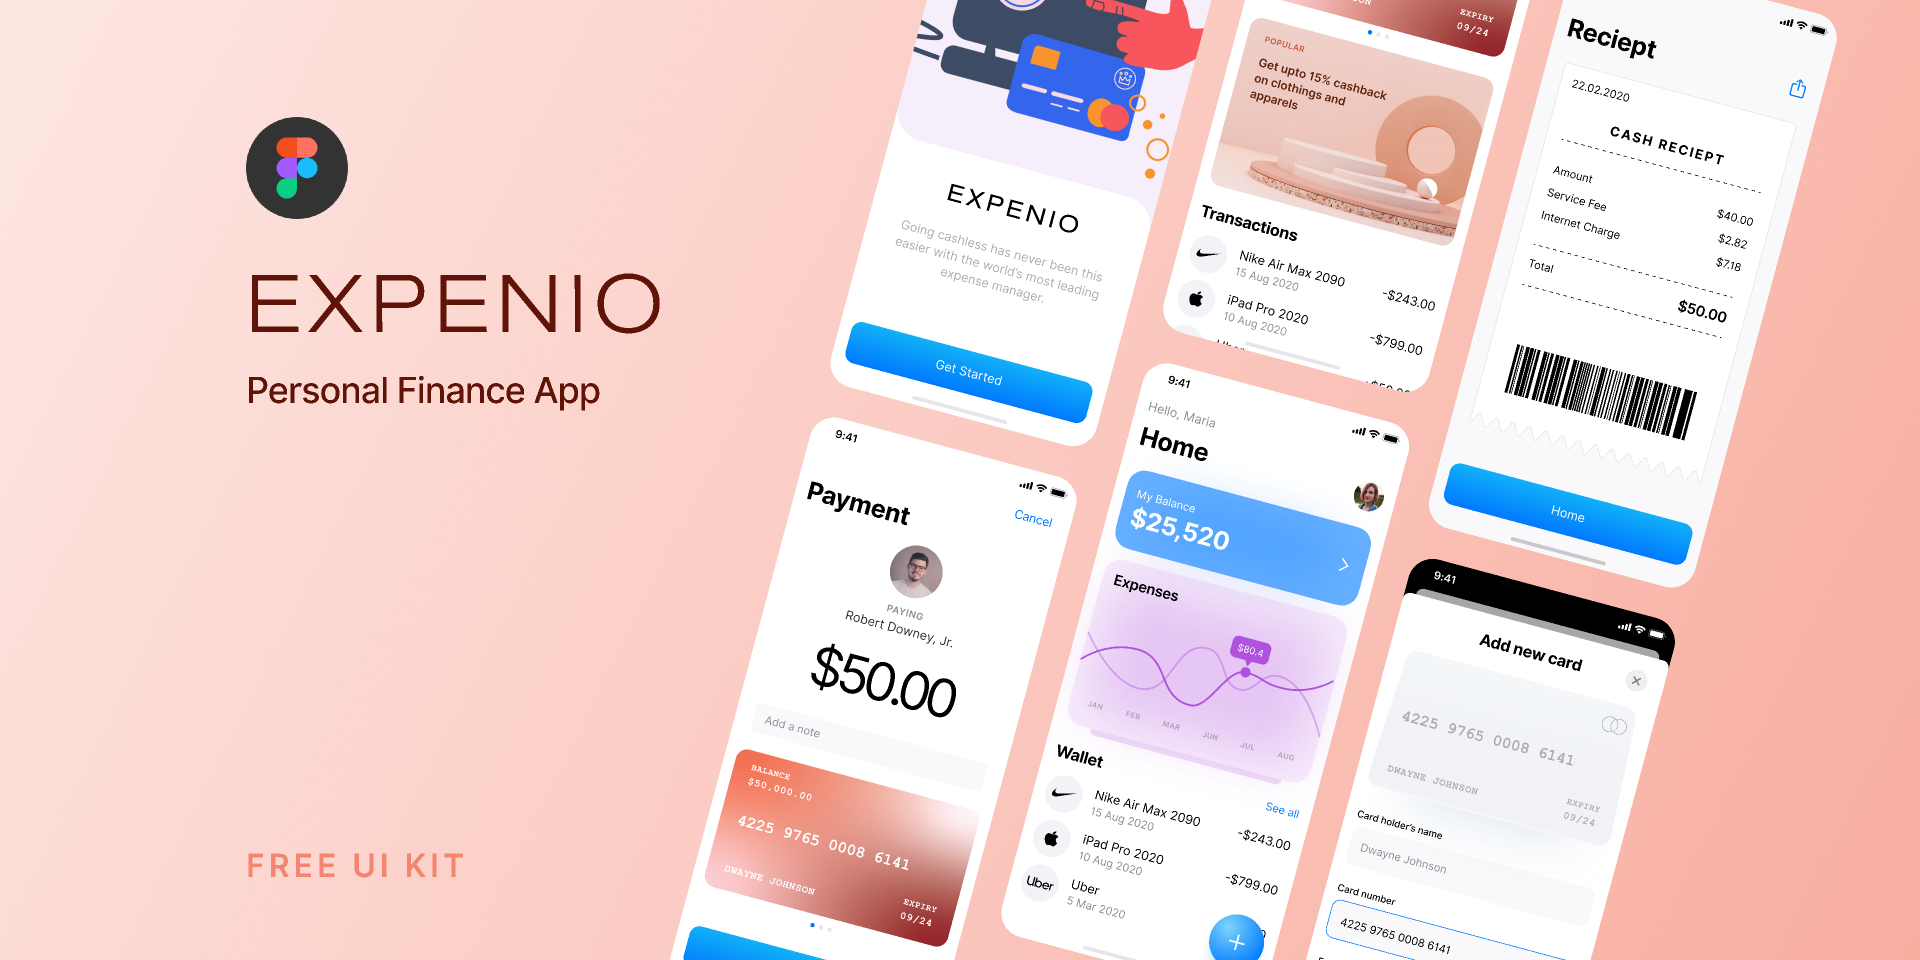 EXPENIO
Personal Finance App
FREE UI KIT
EXPENIO
Going cashless has never been this
easier with the world's most leading
expense manager.
Get Started
EXPIRY
09/24
POPULAR
Get upto 15% cashback
on clothings and
apparels
Transactions
Nike Air Max 2090
15 Aug 2020
-$243.00
iPad Pro 2020
10 Aug 2020
-$799.00
Reciept
22.02.2020
CASH RECIEPT
Amount
$40.00
Service Fee
$2.82
Internet Charge
$7.18
Total
$50.00
Home
9:41
Payment
Cancel
PAYING
Robert Downey, Jr.
$50.00
Add a note
BALANCE
$50,000.00
4225 9765 0008 6141
DWAYNE JOHNSON
EXPIRY
09/24
9:41
Hello, Maria
Home
My Balance
$25,520
Expenses
$80.4
JAN
FEB
MAR
JUN
JUL
AUG
Wallet
See all
Nike Air Max 2090
15 Aug 2020
-$243.00
iPad Pro 2020
10 Aug 2020
-$799.00
Uber
Uber
5 Mar 2020
9:41
Add new card
4225 9765 0008 6141
DWAYNE JOHNSON
EXPIRY
09/24
Card holder's name
Dwayne Johnson
Card number
4225 9765 0008 6141